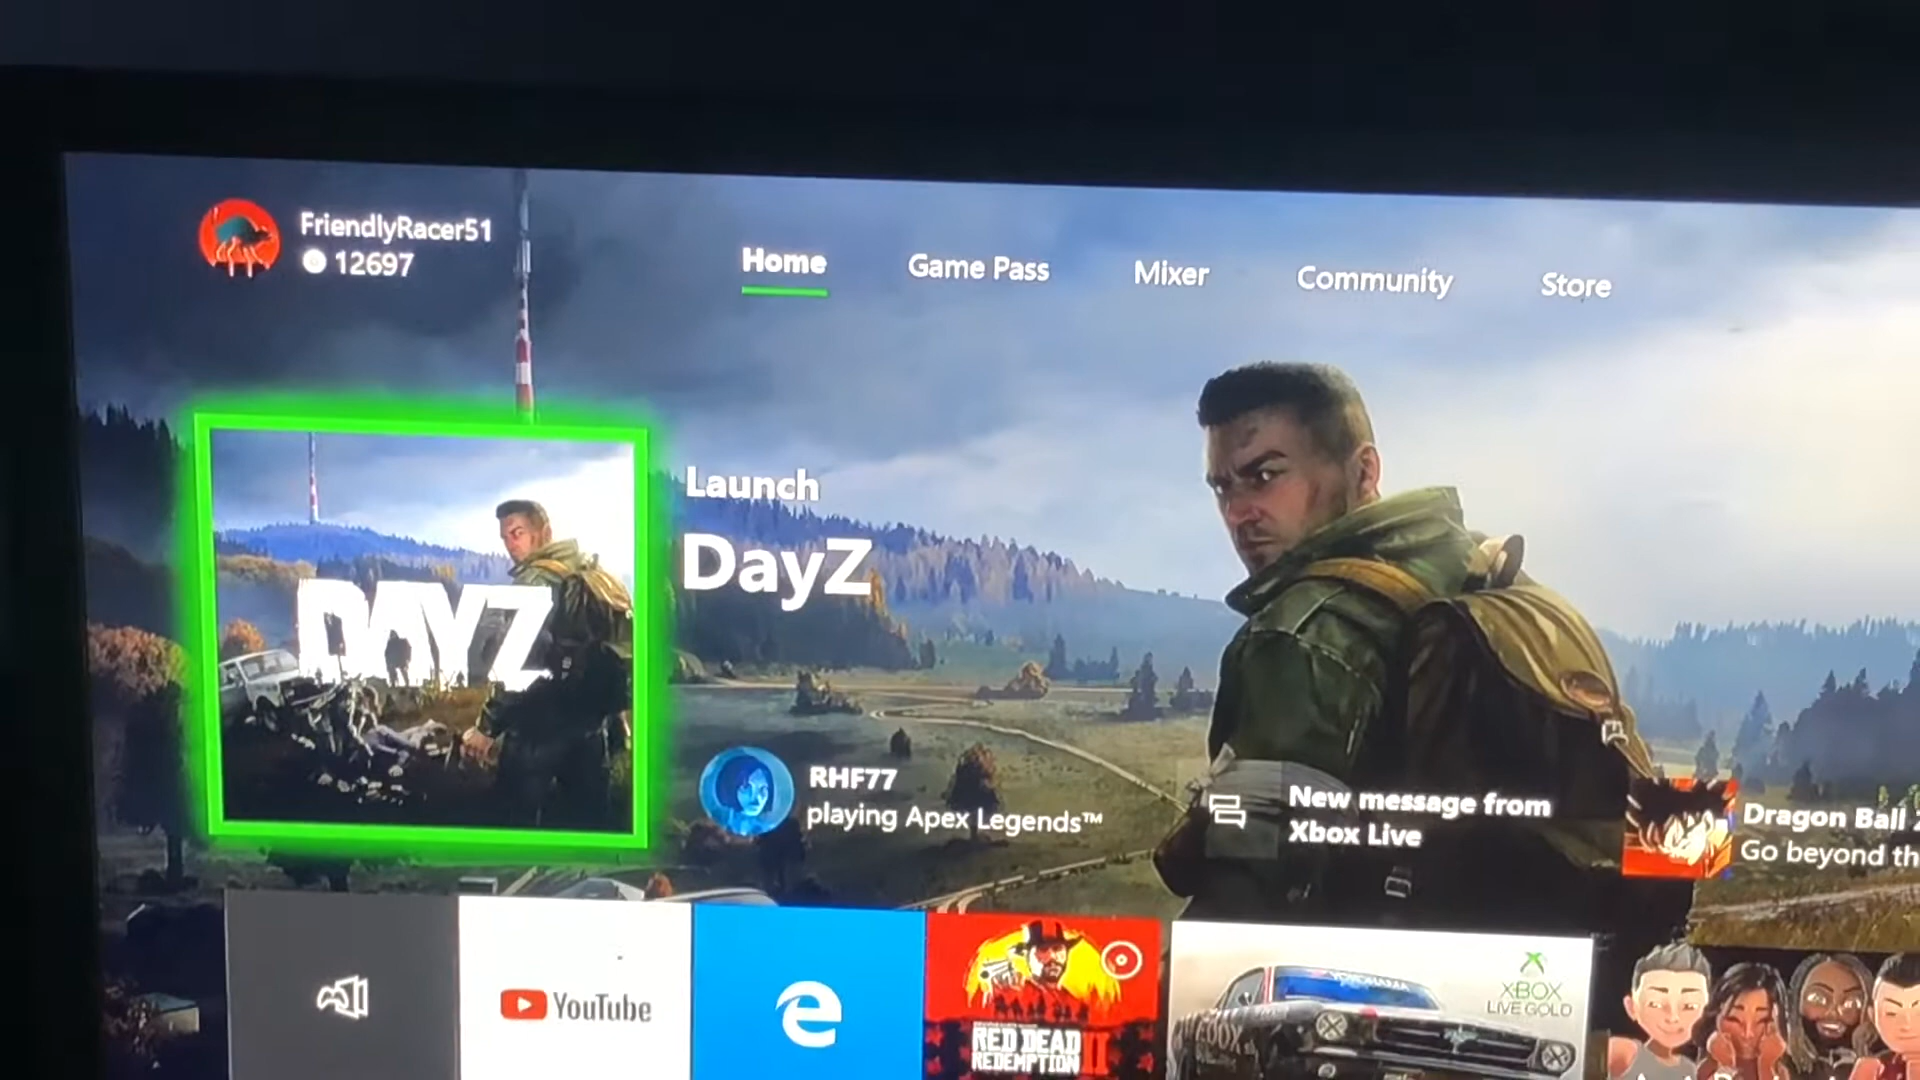 FriendlyRacer51
12697
Home
Game Pass
Mixer
Community
Store
Launch
DayZ
DAYZ
RHF77
playing Apex Legends™
New message from
Xbox Live
Dragon Ball
Go beyond th
YouTube
RED DEAD
REDEMPTION II
YOKOHAMA
XBOX
LIVE GOLD